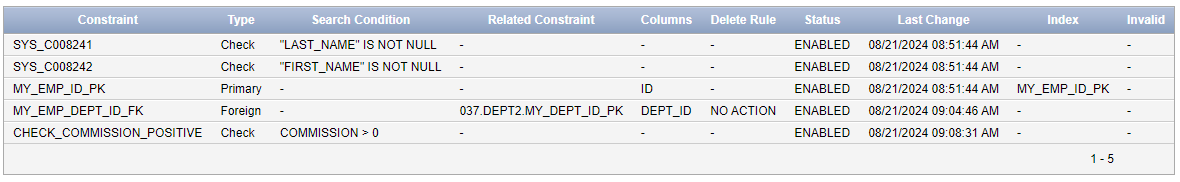 Constraint Type Search Condition Related Constraint Columns Delete Rule Status Last Change Index Invalid
SYS_C008241 Check "LAST_NAME" IS NOT NULL - - - ENABLED 08/21/2024 08:51:44 AM - -
SYS_C008242 Check "FIRST_NAME" IS NOT NULL - - - ENABLED 08/21/2024 08:51:44 AM - -
MY_EMP_ID_PK Primary - - ID - ENABLED 08/21/2024 08:51:44 AM MY_EMP_ID_PK -
MY_EMP_DEPT_ID_FK Foreign - 037.DEPT2.MY_DEPT_ID_PK DEPT_ID NO ACTION ENABLED 08/21/2024 09:04:46 AM - -
CHECK_COMMISSION_POSITIVE Check COMMISSION > 0 - - - ENABLED 08/21/2024 09:08:31 AM - -
1 - 5